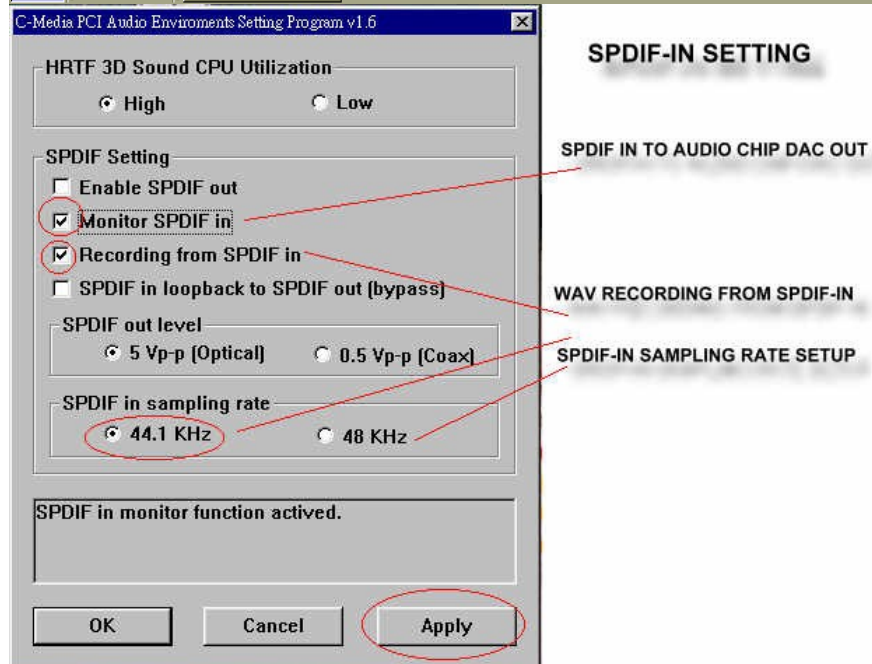 C-Media PCI Audio Enviroments Setting Program v1.6
HRTF 3D Sound CPU Utilization
High Low
SPDIF Setting
Enable SPDIF out
Monitor SPDIF in
Recording from SPDIF in
SPDIF in loopback to SPDIF out (bypass)
SPDIF out level
5 Vp-p (Optical) 0.5 Vp-p (Coax)
SPDIF in sampling rate
44.1 KHz 48 KHz
SPDIF in monitor function actived.
OK Cancel Apply
SPDIF-IN SETTING
SPDIF IN TO AUDIO CHIP DAC OUT
WAV RECORDING FROM SPDIF-IN
SPDIF-IN SAMPLING RATE SETUP